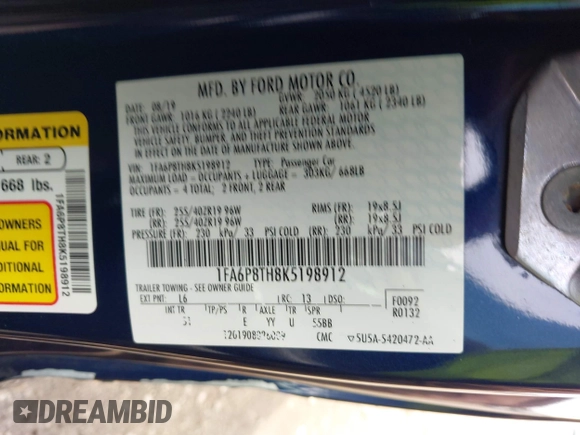 MFD. BY FORD MOTOR CO.
DATE: 08/19
GVWR: 2050 KG (4520 LB)
FRONT GAWR: 1016 KG (2240 LB)
REAR GAWR: 1061 KG (2340 LB)
THIS VEHICLE CONFORMS TO ALL APPLICABLE FEDERAL MOTOR
VEHICLE SAFETY, BUMPER, AND THEFT PREVENTION STANDARDS
IN EFFECT ON THE DATE OF MANUFACTURE SHOWN ABOVE.
VIN: 1FA6P8TH8K5198912
TYPE: Passenger Car
MAXIMUM LOAD = OCCUPANTS + LUGGAGE = 303KG / 668LB
OCCUPANTS = 4 TOTAL: 2 FRONT, 2 REAR
TIRE (FR): 255/40ZR19 96W RIMS (FR): 19x8.5J
(RR): 255/40ZR19 96W (RR): 19x8.5J
PRESSURE (FR): 230 kPa/ 33 PSI COLD (RR): 230 kPa/ 33 PSI COLD
1FA6P8TH8K5198912
TRAILER TOWING - SEE OWNER GUIDE
EXT PNT: L6 RC: 13 DSO: F0092
INT TR TP/PS R AXLE TR SPR R0132
E YY U 55BB
CMC 5U5A-5420472-AA
FORMATION
REAR: 2
668 lbs.
OWNERS
UAL FOR
DITIONAL
RMATION
1FA6P8TH8K5198912
DREAMBID